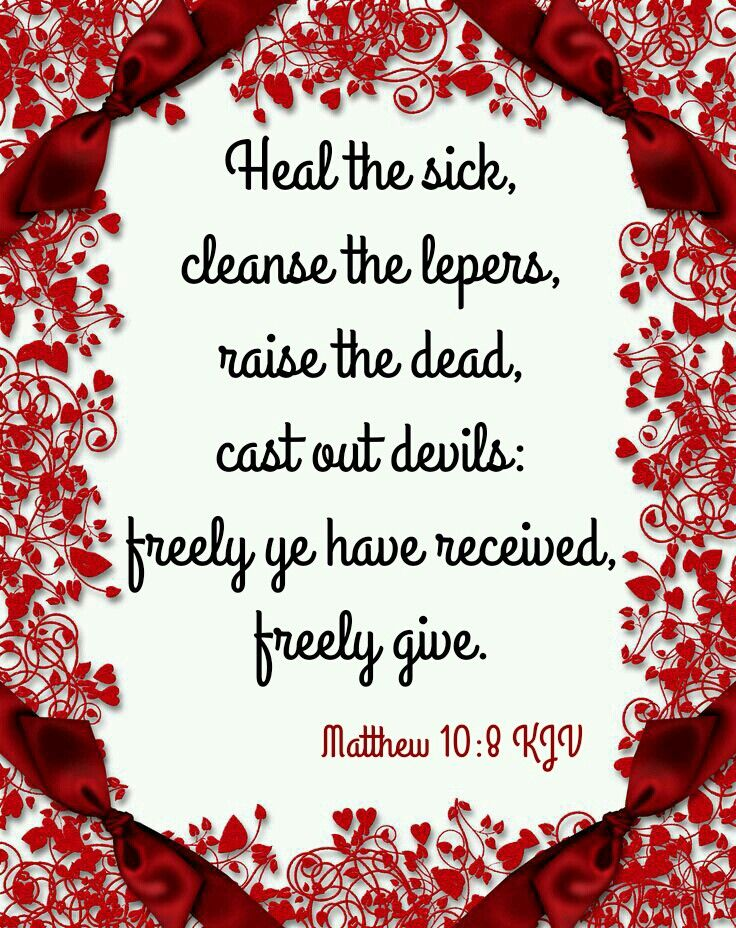 Heal the sick,
cleanse the lepers,
raise the dead,
cast out devils:
freely ye have received,
freely give.
Matthew 10:8 KJV